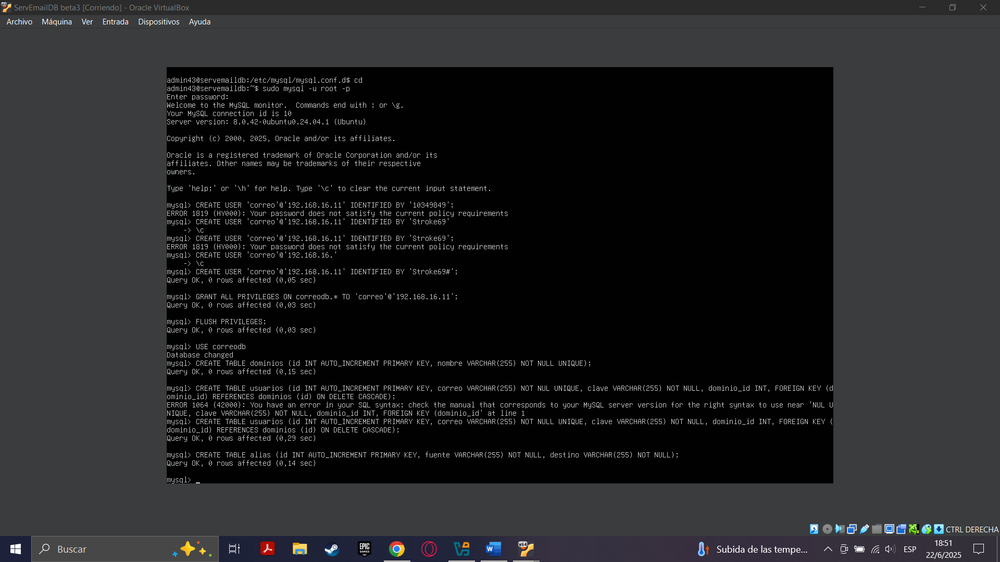 ServEmailDB beta3 [Corriendo] - Oracle VirtualBox
Archivo Máquina Ver Entrada Dispositivos Ayuda
admin43@servemaildb:/etc/mysql/mysql.conf.d$ cd
admin43@servemaildb:~$ sudo mysql -u root -p
Enter password:
Welcome to the MySQL monitor.  Commands end with ; or \g.
Your MySQL connection id is 10
Server version: 8.0.42-0ubuntu0.24.04.1 (Ubuntu)
Copyright (c) 2000, 2025, Oracle and/or its affiliates.
Oracle is a registered trademark of Oracle Corporation and/or its
affiliates. Other names may be trademarks of their respective
owners.
Type 'help;' or '\h' for help. Type '\c' to clear the current input statement.
mysql> CREATE USER 'correo'@'192.168.16.11' IDENTIFIED BY '10349849';
ERROR 1819 (HY000): Your password does not satisfy the current policy requirements
mysql> CREATE USER 'correo'@'192.168.16.11' IDENTIFIED BY 'Stroke69'
    -> \c
mysql> CREATE USER 'correo'@'192.168.16.11' IDENTIFIED BY 'Stroke69';
ERROR 1819 (HY000): Your password does not satisfy the current policy requirements
mysql> CREATE USER 'correo'@'192.168.16.'
    -> \c
mysql> CREATE USER 'correo'@'192.168.16.11' IDENTIFIED BY 'Stroke69#';
Query OK, 0 rows affected (0,05 sec)
mysql> GRANT ALL PRIVILEGES ON correodb.* TO 'correo'@'192.168.16.11';
Query OK, 0 rows affected (0,03 sec)
mysql> FLUSH PRIVILEGES;
Query OK, 0 rows affected (0,03 sec)
mysql> USE correodb
Database changed
mysql> CREATE TABLE dominios (id INT AUTO_INCREMENT PRIMARY KEY, nombre VARCHAR(255) NOT NULL UNIQUE);
Query OK, 0 rows affected (0,15 sec)
mysql> CREATE TABLE usuarios (id INT AUTO_INCREMENT PRIMARY KEY, correo VARCHAR(255) NOT NUL UNIQUE, clave VARCHAR(255) NOT NULL, dominio_id INT, FOREIGN KEY (d
ominio_id) REFERENCES dominios (id) ON DELETE CASCADE);
ERROR 1064 (42000): You have an error in your SQL syntax; check the manual that corresponds to your MySQL server version for the right syntax to use near 'NUL U
NIQUE, clave VARCHAR(255) NOT NULL, dominio_id INT, FOREIGN KEY (dominio_id' at line 1
mysql> CREATE TABLE usuarios (id INT AUTO_INCREMENT PRIMARY KEY, correo VARCHAR(255) NOT NULL UNIQUE, clave VARCHAR(255) NOT NULL, dominio_id INT, FOREIGN KEY (
dominio_id) REFERENCES dominios (id) ON DELETE CASCADE);
Query OK, 0 rows affected (0,29 sec)
mysql> CREATE TABLE alias (id INT AUTO_INCREMENT PRIMARY KEY, fuente VARCHAR(255) NOT NULL, destino VARCHAR(255) NOT NULL);
Query OK, 0 rows affected (0,14 sec)
mysql> _
CTRL DERECHA
Buscar
EPIC GAMES
x64
Subida de las tempe...
ESP
18:51
22/6/2025